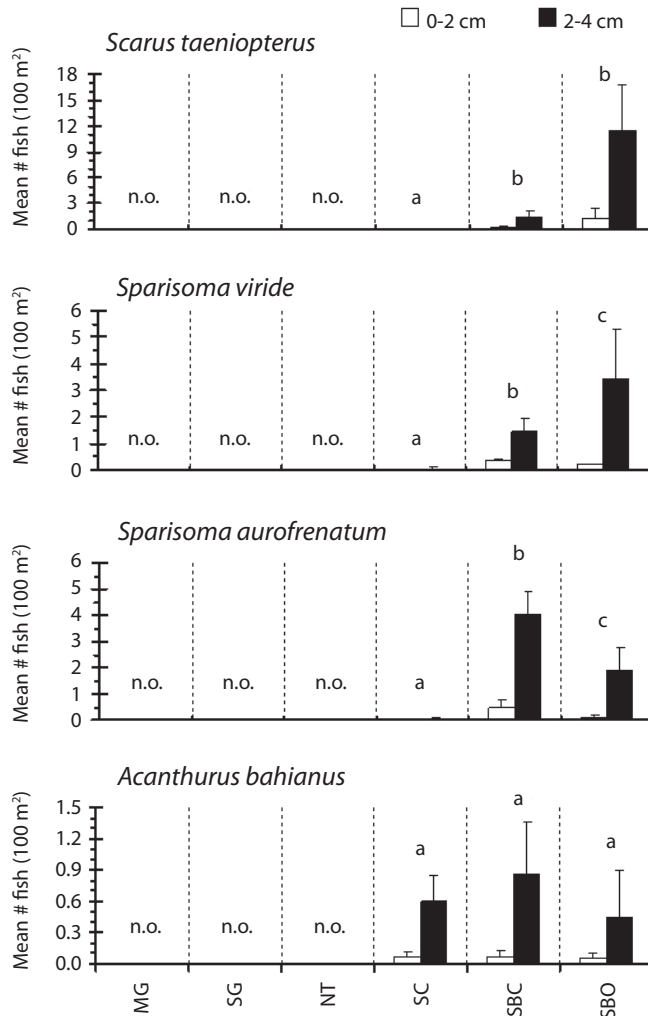 0-2 cm 2-4 cm
Scarus taeniopterus
Mean # fish (100 m²)
18
15
12
9
6
3
0
n.o. n.o. n.o. a b b
Sparisoma viride
Mean # fish (100 m²)
6
5
4
3
2
1
0
n.o. n.o. n.o. a b c
Sparisoma aurofrenatum
Mean # fish (100 m²)
6
5
4
3
2
1
0
n.o. n.o. n.o. a b c
Acanthurus bahianus
Mean # fish (100 m²)
1.5
1.2
0.9
0.6
0.3
0.0
n.o. n.o. n.o. a a a
MG SG NT SC SBC SBO